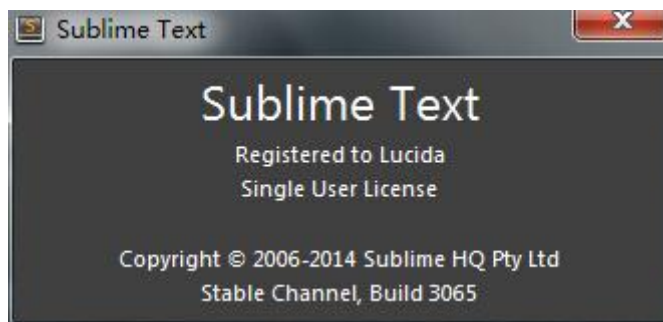 Sublime Text
Sublime Text
Registered to Lucida
Single User License
Copyright © 2006-2014 Sublime HQ Pty Ltd
Stable Channel, Build 3065